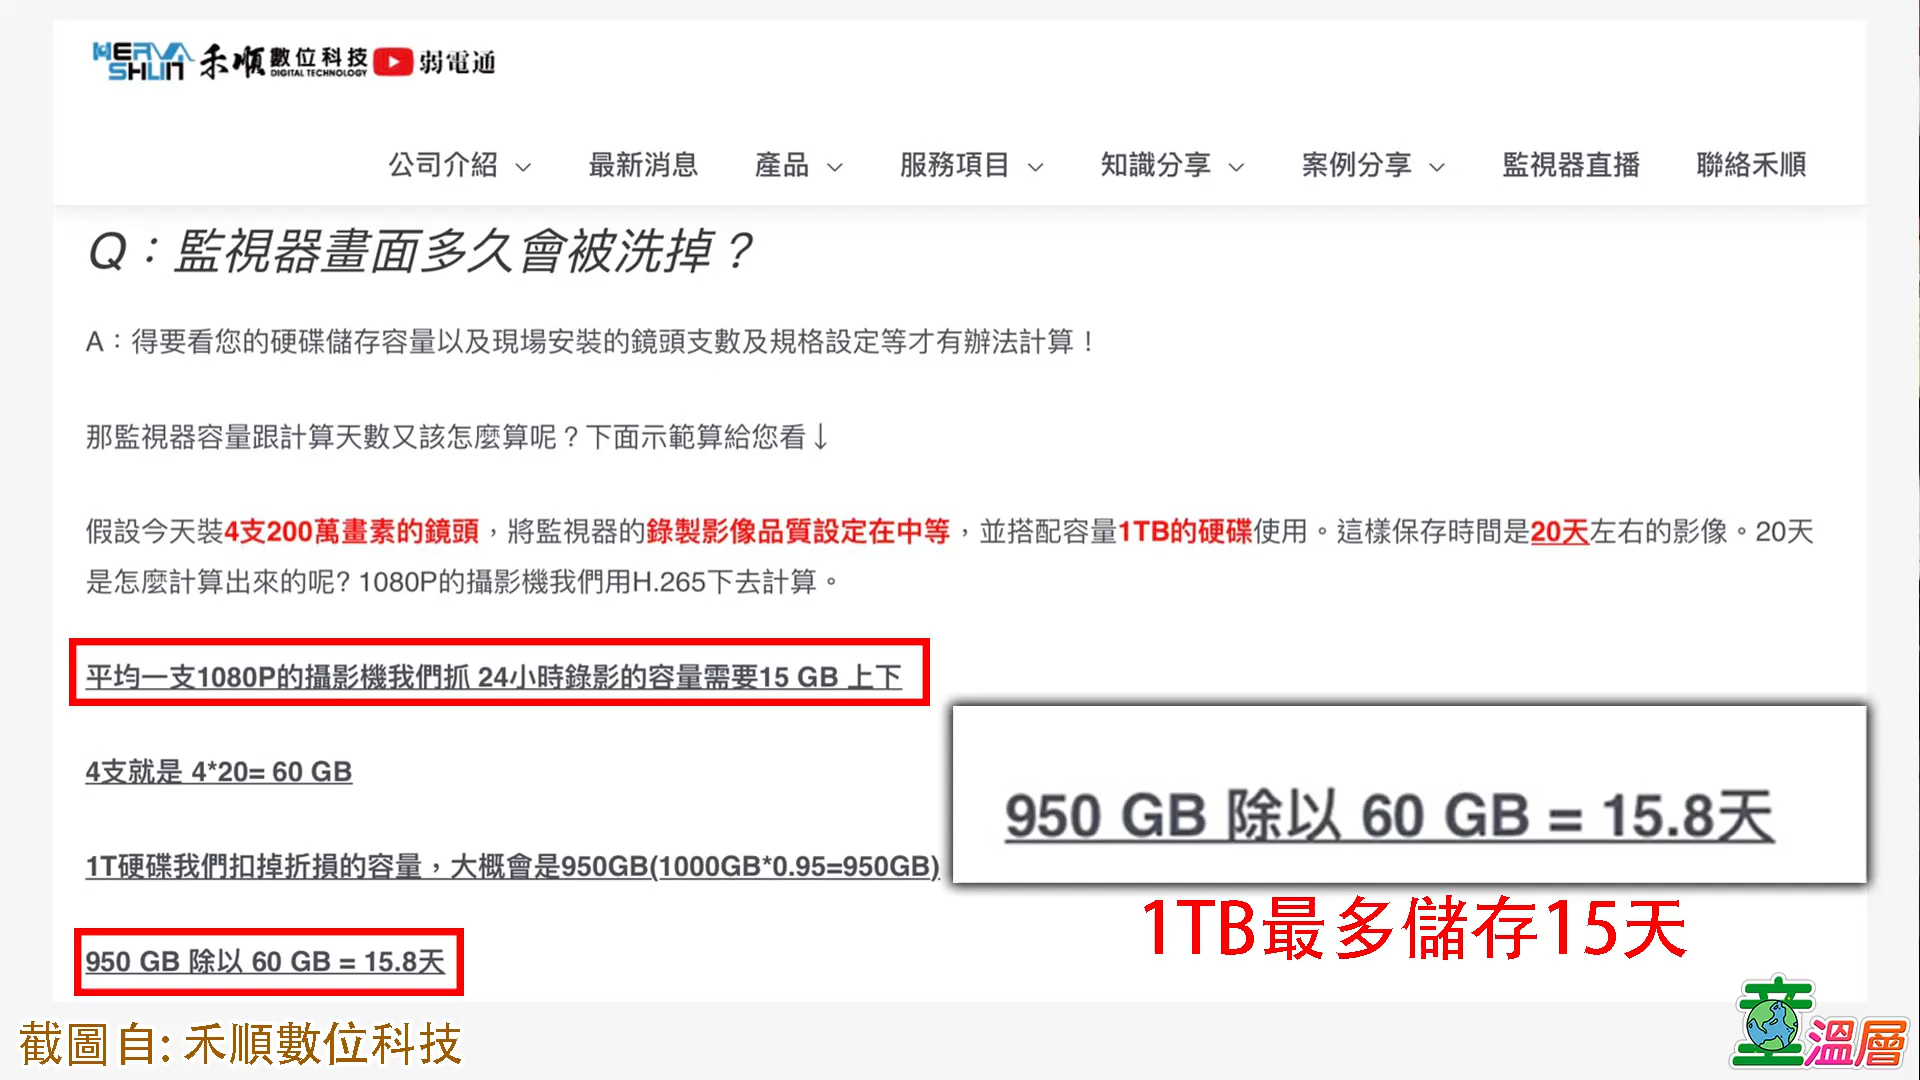 HERVA SHUN 禾順 數位科技 DIGITAL TECHNOLOGY 弱電通
公司介紹 最新消息 產品 服務項目 知識分享 案例分享 監視器直播 聯絡禾順
Q：監視器畫面多久會被洗掉？
A：得要看您的硬碟儲存容量以及現場安裝的鏡頭支數及規格設定等才有辦法計算！
那監視器容量跟計算天數又該怎麼算呢？下面示範算給您看↓
假設今天裝4支200萬畫素的鏡頭，將監視器的錄製影像品質設定在中等，並搭配容量1TB的硬碟使用。這樣保存時間是20天左右的影像。20天
是怎麼計算出來的呢? 1080P的攝影機我們用H.265下去計算。
平均一支1080P的攝影機我們抓 24小時錄影的容量需要15 GB 上下
4支就是 4*20= 60 GB
1T硬碟我們扣掉折損的容量，大概會是950GB(1000GB*0.95=950GB)
950 GB 除以 60 GB = 15.8天
950 GB 除以 60 GB = 15.8天
1TB最多儲存15天
截圖自: 禾順數位科技
壹溫層